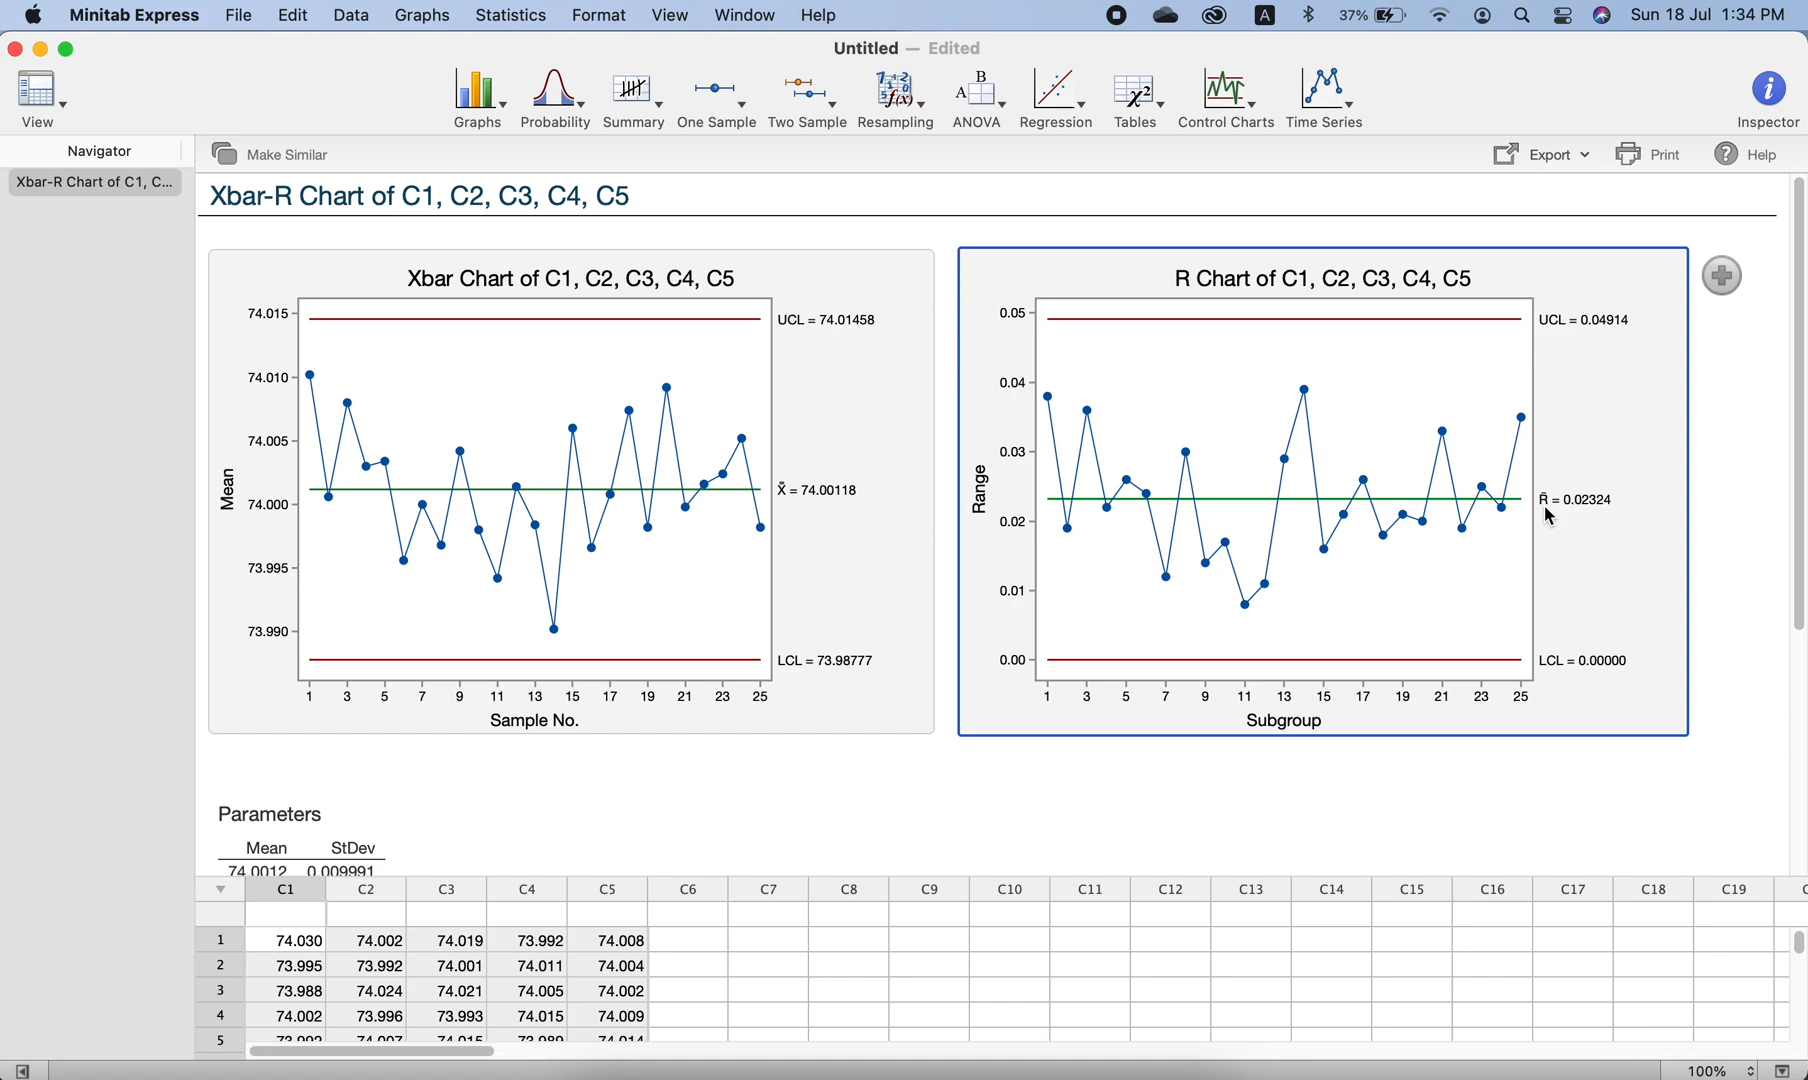 Minitab Express File Edit Data Graphs Statistics Format View Window Help A 37% Sun 18 Jul 1:34 PM
Untitled — Edited
View Graphs Probability Summary One Sample Two Sample Resampling ANOVA Regression Tables Control Charts Time Series Inspector
Navigator
Make Similar Export Print Help
Xbar-R Chart of C1, C...
Xbar-R Chart of C1, C2, C3, C4, C5
Xbar Chart of C1, C2, C3, C4, C5
74.015
74.010
74.005
74.000
73.995
73.990
Mean
UCL = 74.01458
X̿ = 74.00118
LCL = 73.98777
1 3 5 7 9 11 13 15 17 19 21 23 25
Sample No.
R Chart of C1, C2, C3, C4, C5
0.05
0.04
0.03
0.02
0.01
0.00
Range
UCL = 0.04914
R̄ = 0.02324
LCL = 0.00000
1 3 5 7 9 11 13 15 17 19 21 23 25
Subgroup
Parameters
Mean StDev
74.0012 0.009991
C1 C2 C3 C4 C5 C6 C7 C8 C9 C10 C11 C12 C13 C14 C15 C16 C17 C18 C19
1 74.030 74.002 74.019 73.992 74.008
2 73.995 73.992 74.001 74.011 74.004
3 73.988 74.024 74.021 74.005 74.002
4 74.002 73.996 73.993 74.015 74.009
5 73.992 74.007 74.015 73.989 74.014
100%